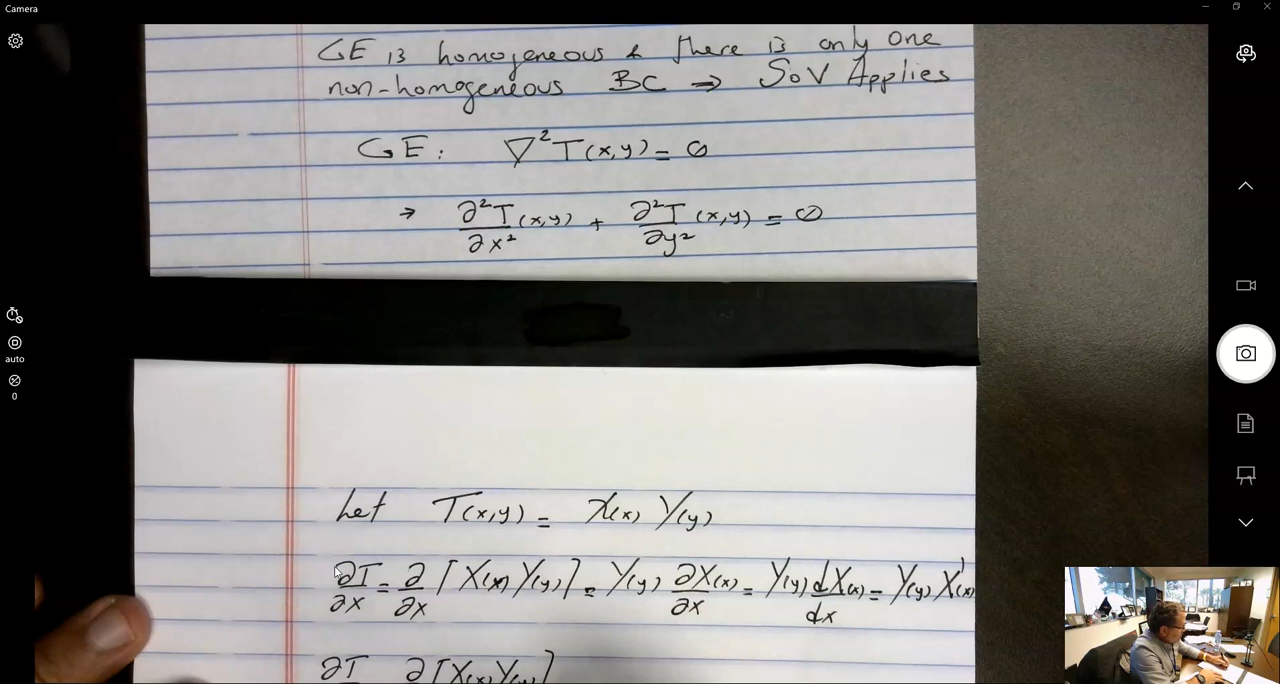 Camera
GE is homogeneous & there is only one
non-homogeneous BC ⇒ SoV Applies
GE: ∇²T(x,y) = 0
→ ∂²T/∂x² (x,y) + ∂²T/∂y² (x,y) = 0
auto
0
Let T(x,y) = X(x) Y(y)
∂T/∂x = ∂/∂x [X(x) Y(y)] = Y(y) ∂X(x)/∂x = Y(y) dX(x)/dx = Y(y) X'(x)
∂T ∂[X(x) Y(y)]